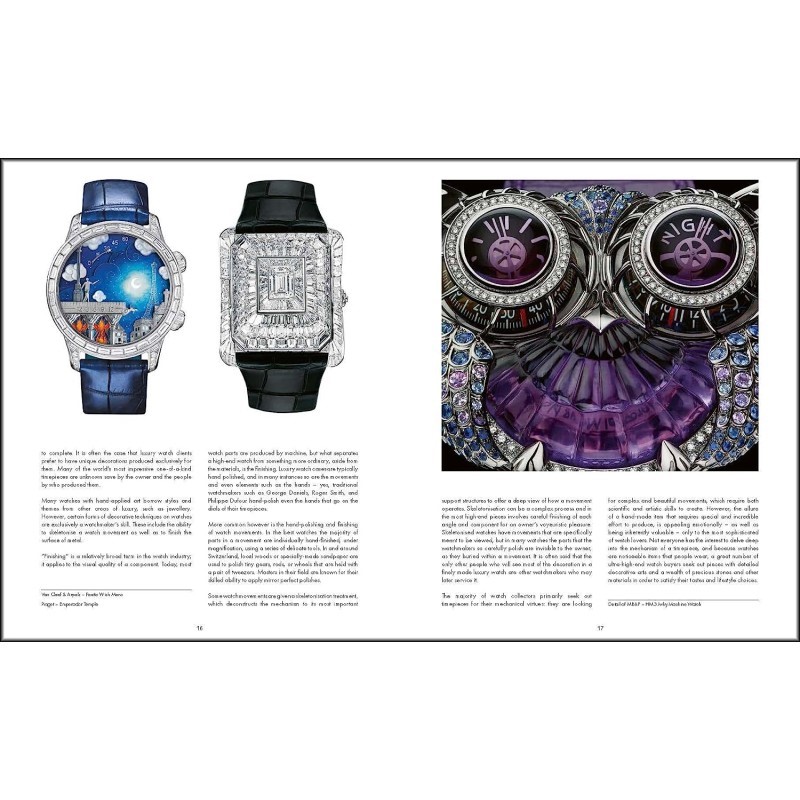 to complete. It is often the case that luxury watch clients
prefer to have unique decorations produced exclusively for
them. Many of the world's most impressive one-of-a-kind
timepieces are unknown save by the owner and the people
by who produced them.
Many watches with hand-applied art borrow styles and
themes from other areas of luxury, such as jewellery.
However, certain forms of decorative techniques on watches
are exclusively a watchmaker's skill. These include the ability
to skeletonise a watch movement as well as to finish the
surface of metal.
"Finishing" is a relatively broad term in the watch industry;
it applies to the visual quality of a component. Today, most
Van Cleef & Arpels – Poetic Wish Mens
Piaget – Emperador Temple
16
watch parts are produced by machine, but what separates
a high-end watch from something more ordinary, aside from
the materials, is the finishing. Luxury watch cases are typically
hand polished, and in many instances so are the movements
and even elements such as the hands – yes, traditional
watchmakers such as George Daniels, Roger Smith, and
Philippe Dufour hand-polish even the hands that go on the
dials of their timepieces.
More common however is the hand-polishing and finishing
of watch movements. In the best watches the majority of
parts in a movement are individually hand-finished, under
magnification, using a series of delicate tools. In and around
Switzerland, local woods or specially-made sandpaper are
used to polish tiny gears, rods, or wheels that are held with
a pair of tweezers. Masters in their field are known for their
skilled ability to apply mirror perfect polishes.
Some watch movements are given a skeletonisation treatment,
which deconstructs the mechanism to its most important
NIGHT
45
60
30
40
support structures to offer a deep view of how a movement
operates. Skeletonisation can be a complex process and in
the most high-end pieces involves careful finishing of each
angle and component for an owner's voyeuristic pleasure.
Skeletonised watches have movements that are specifically
meant to be viewed, but in many watches the parts that the
watchmakers so carefully polish are invisible to the owner,
as they buried within a movement. It is often said that the
only other people who will see most of the decoration in a
finely made luxury watch are other watchmakers who may
later service it.
The majority of watch collectors primarily seek out
timepieces for their mechanical virtues: they are looking
for complex and beautiful movements, which require both
scientific and artistic skills to create. However, the allure
of a hand-made item that requires special and incredible
effort to produce, is appealing emotionally – as well as
being inherently valuable – only to the most sophisticated
of watch lovers. Not everyone has the interest to delve deep
into the mechanism of a timepiece, and because watches
are noticeable items that people wear, a great number of
ultra-high-end watch buyers seek out pieces with detailed
decorative arts and a wealth of precious stones and other
materials in order to satisfy their tastes and lifestyle choices.
Detail of MB&F – HM3 JwlryMachine Watch
17